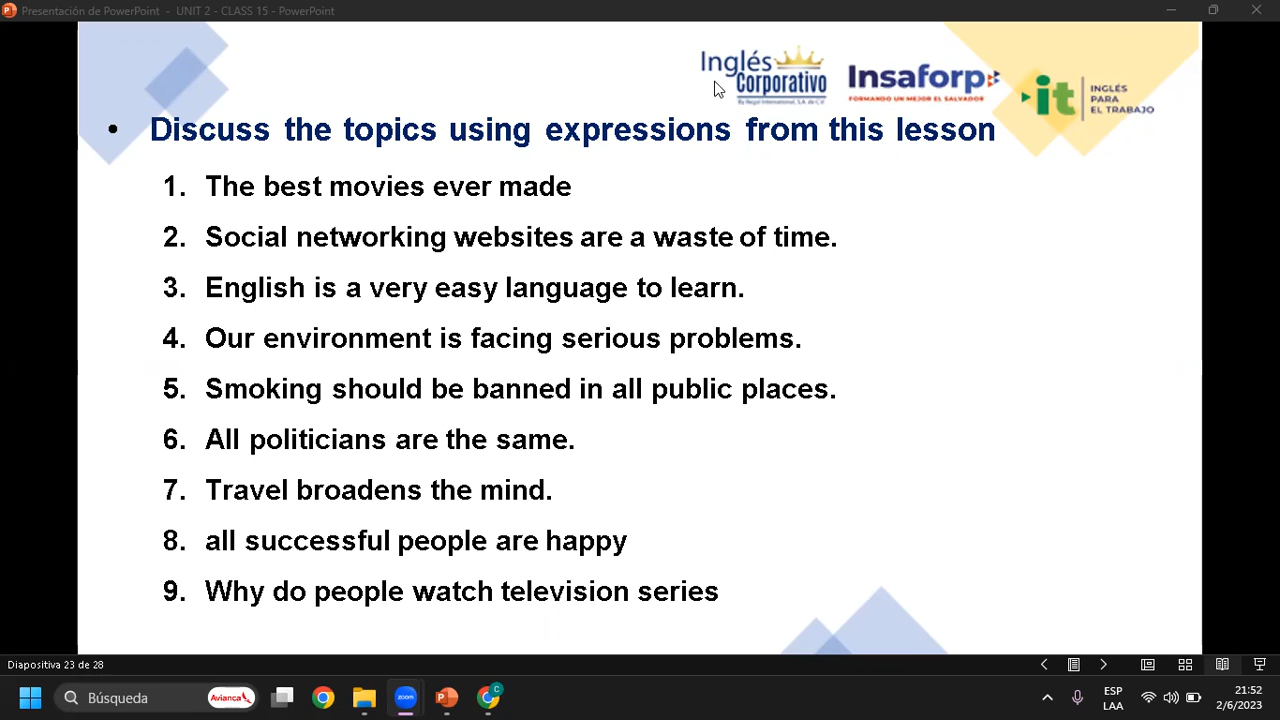 Presentación de PowerPoint - UNIT 2 - CLASS 15 - PowerPoint
Inglés
Corporativo
By Regal International, S.A. de C.V.
Insaforp
FORMANDO UN MEJOR EL SALVADOR
it
INGLÉS
PARA
EL TRABAJO
• Discuss the topics using expressions from this lesson
1. The best movies ever made
2. Social networking websites are a waste of time.
3. English is a very easy language to learn.
4. Our environment is facing serious problems.
5. Smoking should be banned in all public places.
6. All politicians are the same.
7. Travel broadens the mind.
8. all successful people are happy
9. Why do people watch television series
Diapositiva 23 de 28
Búsqueda
Avianca
zoom
C
ESP
LAA
21:52
2/6/2023